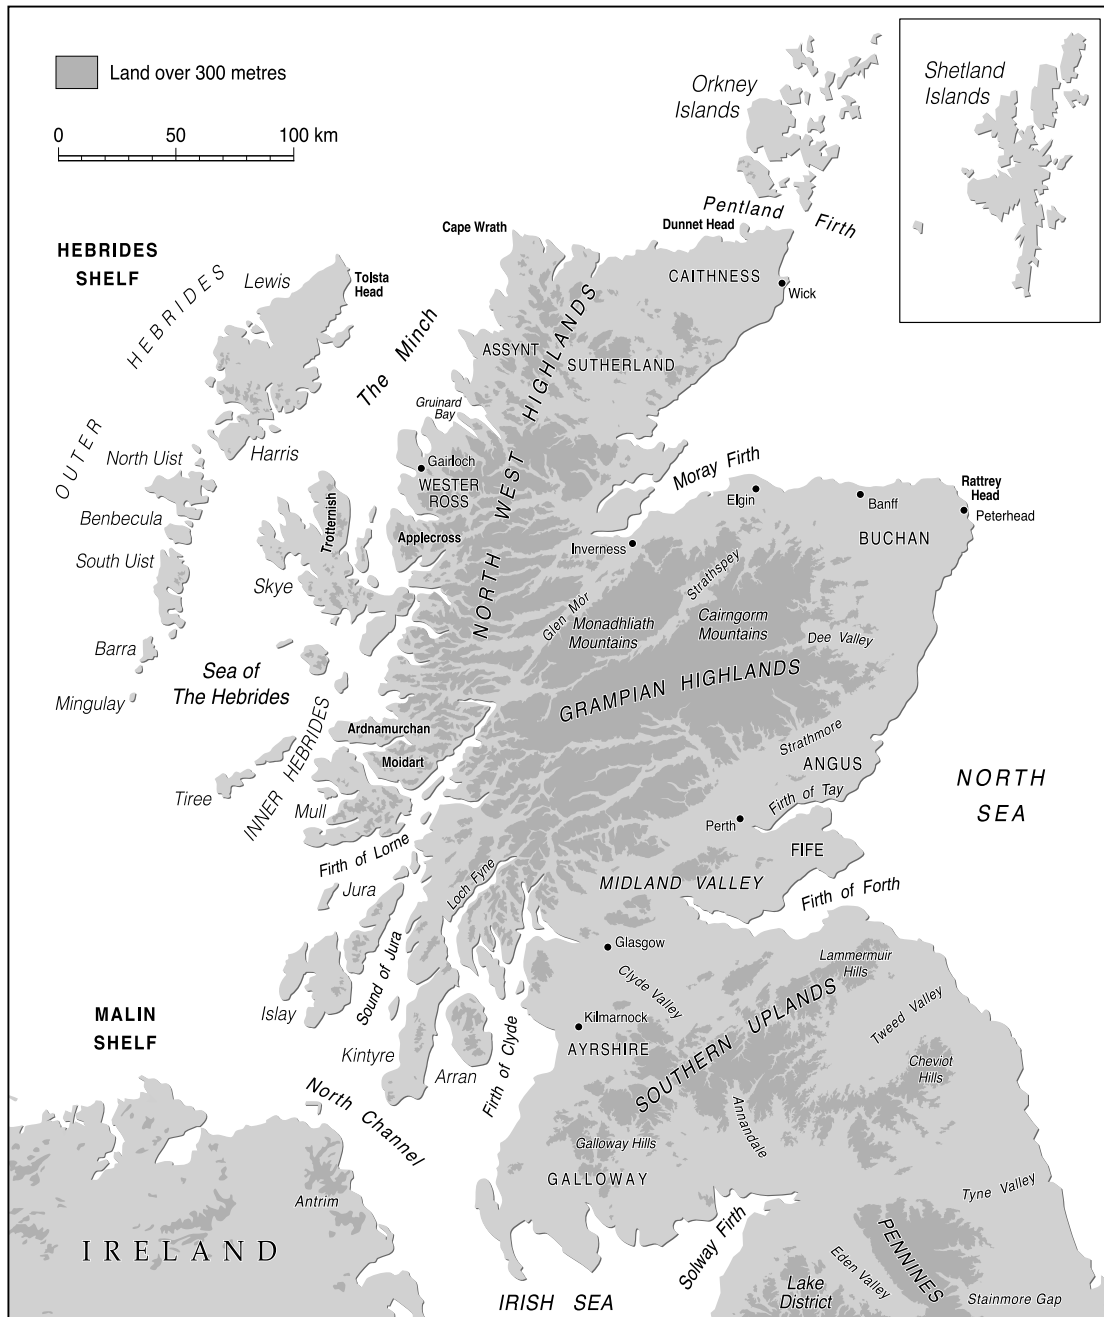 Land over 300 metres
0 50 100 km
Orkney
Islands
Shetland
Islands
Pentland Firth
Cape Wrath
Dunnet Head
HEBRIDES
SHELF
Lewis
Tolsta
Head
CAITHNESS
Wick
OUTER HEBRIDES
The Minch
ASSYNT
SUTHERLAND
NORTH WEST HIGHLANDS
Gruinard
Bay
Harris
North Uist
Gairloch
WESTER
ROSS
Moray Firth
Elgin
Banff
Rattrey
Head
Peterhead
BUCHAN
Benbecula
Trotternish
Applecross
Inverness
South Uist
Skye
Strathspey
Glen Mór
Monadhliath
Mountains
Cairngorm
Mountains
Dee Valley
Barra
Sea of
The Hebrides
Mingulay
GRAMPIAN HIGHLANDS
Ardnamurchan
Moidart
INNER HEBRIDES
Strathmore
ANGUS
NORTH
SEA
Tiree
Mull
Firth of Tay
Perth
FIFE
Firth of Lorne
Loch Fyne
Jura
MIDLAND VALLEY
Firth of Forth
Glasgow
Lammermuir
Hills
Clyde Valley
Sound of Jura
Islay
MALIN
SHELF
Kintyre
Arran
Firth of Clyde
Kilmarnock
AYRSHIRE
SOUTHERN UPLANDS
Tweed Valley
Cheviot
Hills
North Channel
Annandale
Galloway Hills
GALLOWAY
Antrim
IRELAND
Tyne Valley
Solway Firth
PENNINES
Eden Valley
Lake
District
Stainmore Gap
IRISH SEA